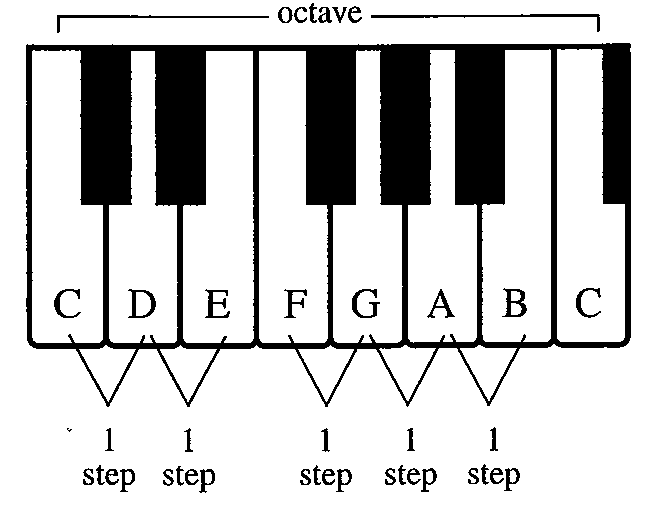 octave
C D E F G A B C
1 1 1 1 1
step step step step step